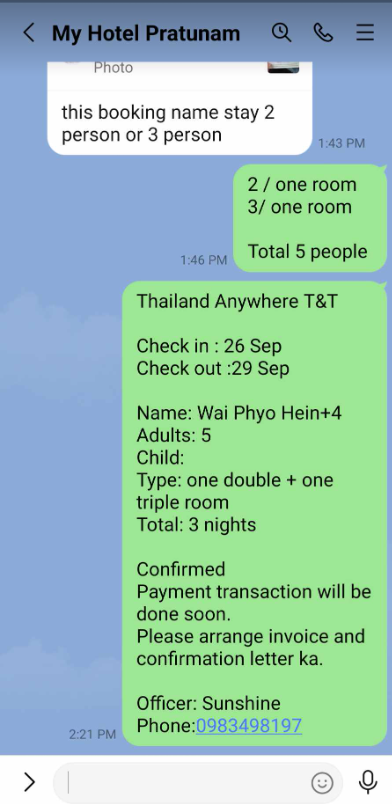 My Hotel Pratunam
Photo
this booking name stay 2
person or 3 person
1:43 PM
2 / one room
3/ one room
Total 5 people
1:46 PM
Thailand Anywhere T&T
Check in : 26 Sep
Check out :29 Sep
Name: Wai Phyo Hein+4
Adults: 5
Child:
Type: one double + one
triple room
Total: 3 nights
Confirmed
Payment transaction will be
done soon.
Please arrange invoice and
confirmation letter ka.
Officer: Sunshine
Phone:0983498197
2:21 PM